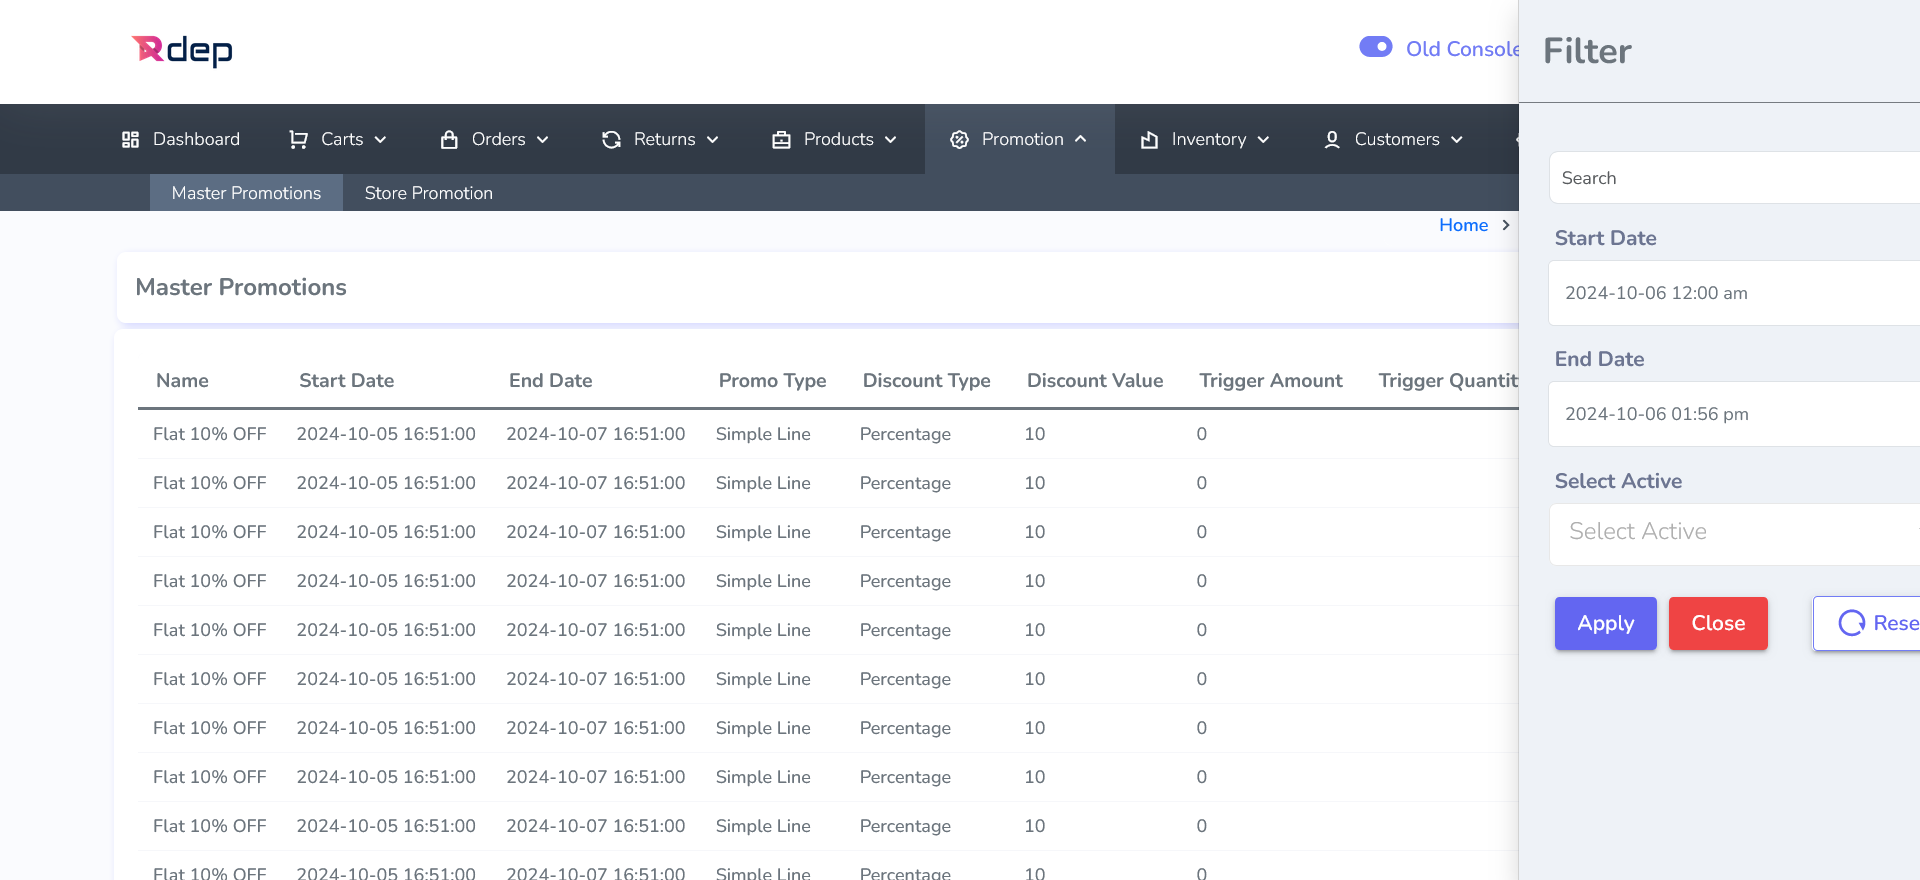 Rdep
Old Console
Filter
Dashboard Carts Orders Returns Products Promotion Inventory Customers
Master Promotions Store Promotion
Home >
Search
Start Date
2024-10-06 12:00 am
End Date
2024-10-06 01:56 pm
Select Active
Select Active
Apply Close Rese
Master Promotions
Name Start Date End Date Promo Type Discount Type Discount Value Trigger Amount Trigger Quantit
Flat 10% OFF 2024-10-05 16:51:00 2024-10-07 16:51:00 Simple Line Percentage 10 0
Flat 10% OFF 2024-10-05 16:51:00 2024-10-07 16:51:00 Simple Line Percentage 10 0
Flat 10% OFF 2024-10-05 16:51:00 2024-10-07 16:51:00 Simple Line Percentage 10 0
Flat 10% OFF 2024-10-05 16:51:00 2024-10-07 16:51:00 Simple Line Percentage 10 0
Flat 10% OFF 2024-10-05 16:51:00 2024-10-07 16:51:00 Simple Line Percentage 10 0
Flat 10% OFF 2024-10-05 16:51:00 2024-10-07 16:51:00 Simple Line Percentage 10 0
Flat 10% OFF 2024-10-05 16:51:00 2024-10-07 16:51:00 Simple Line Percentage 10 0
Flat 10% OFF 2024-10-05 16:51:00 2024-10-07 16:51:00 Simple Line Percentage 10 0
Flat 10% OFF 2024-10-05 16:51:00 2024-10-07 16:51:00 Simple Line Percentage 10 0
Flat 10% OFF 2024-10-05 16:51:00 2024-10-07 16:51:00 Simple Line Percentage 10 0